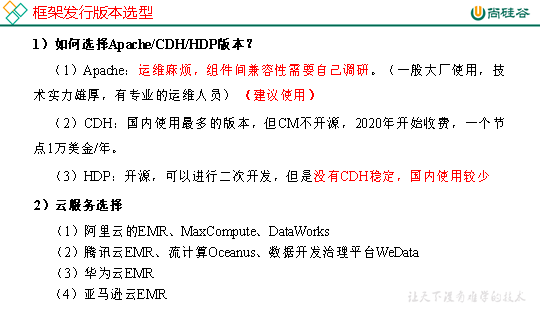 框架发行版本选型
尚硅谷
1）如何选择Apache/CDH/HDP版本？
（1）Apache：运维麻烦，组件间兼容性需要自己调研。（一般大厂使用，技
术实力雄厚，有专业的运维人员）（建议使用）
（2）CDH：国内使用最多的版本，但CM不开源，2020年开始收费，一个节
点1万美金/年。
（3）HDP：开源，可以进行二次开发，但是没有CDH稳定，国内使用较少
2）云服务选择
（1）阿里云的EMR、MaxCompute、DataWorks
（2）腾讯云EMR、流计算Oceanus、数据开发治理平台WeData
（3）华为云EMR
（4）亚马逊云EMR
让天下没有难学的技术